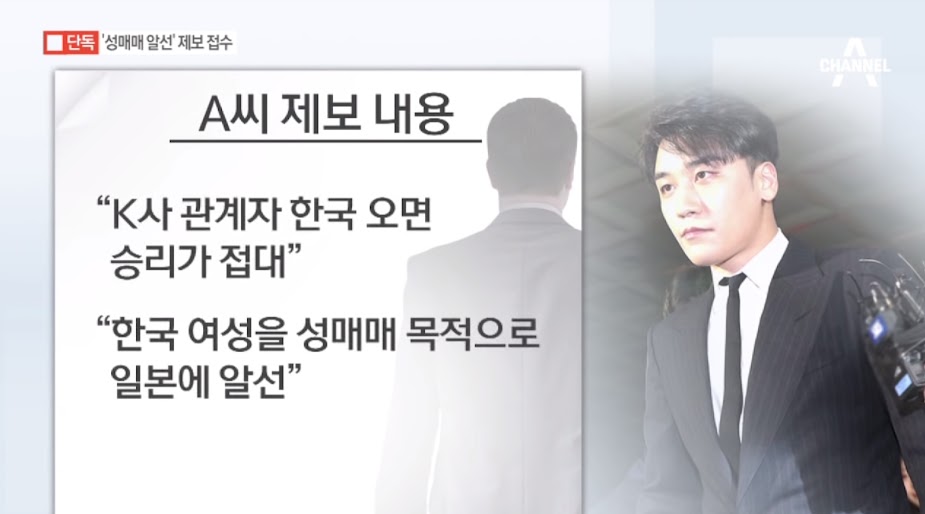 단독 '성매매 알선' 제보 접수
CHANNEL A
A씨 제보 내용
“K사 관계자 한국 오면
승리가 접대”
“한국 여성을 성매매 목적으로
일본에 알선”